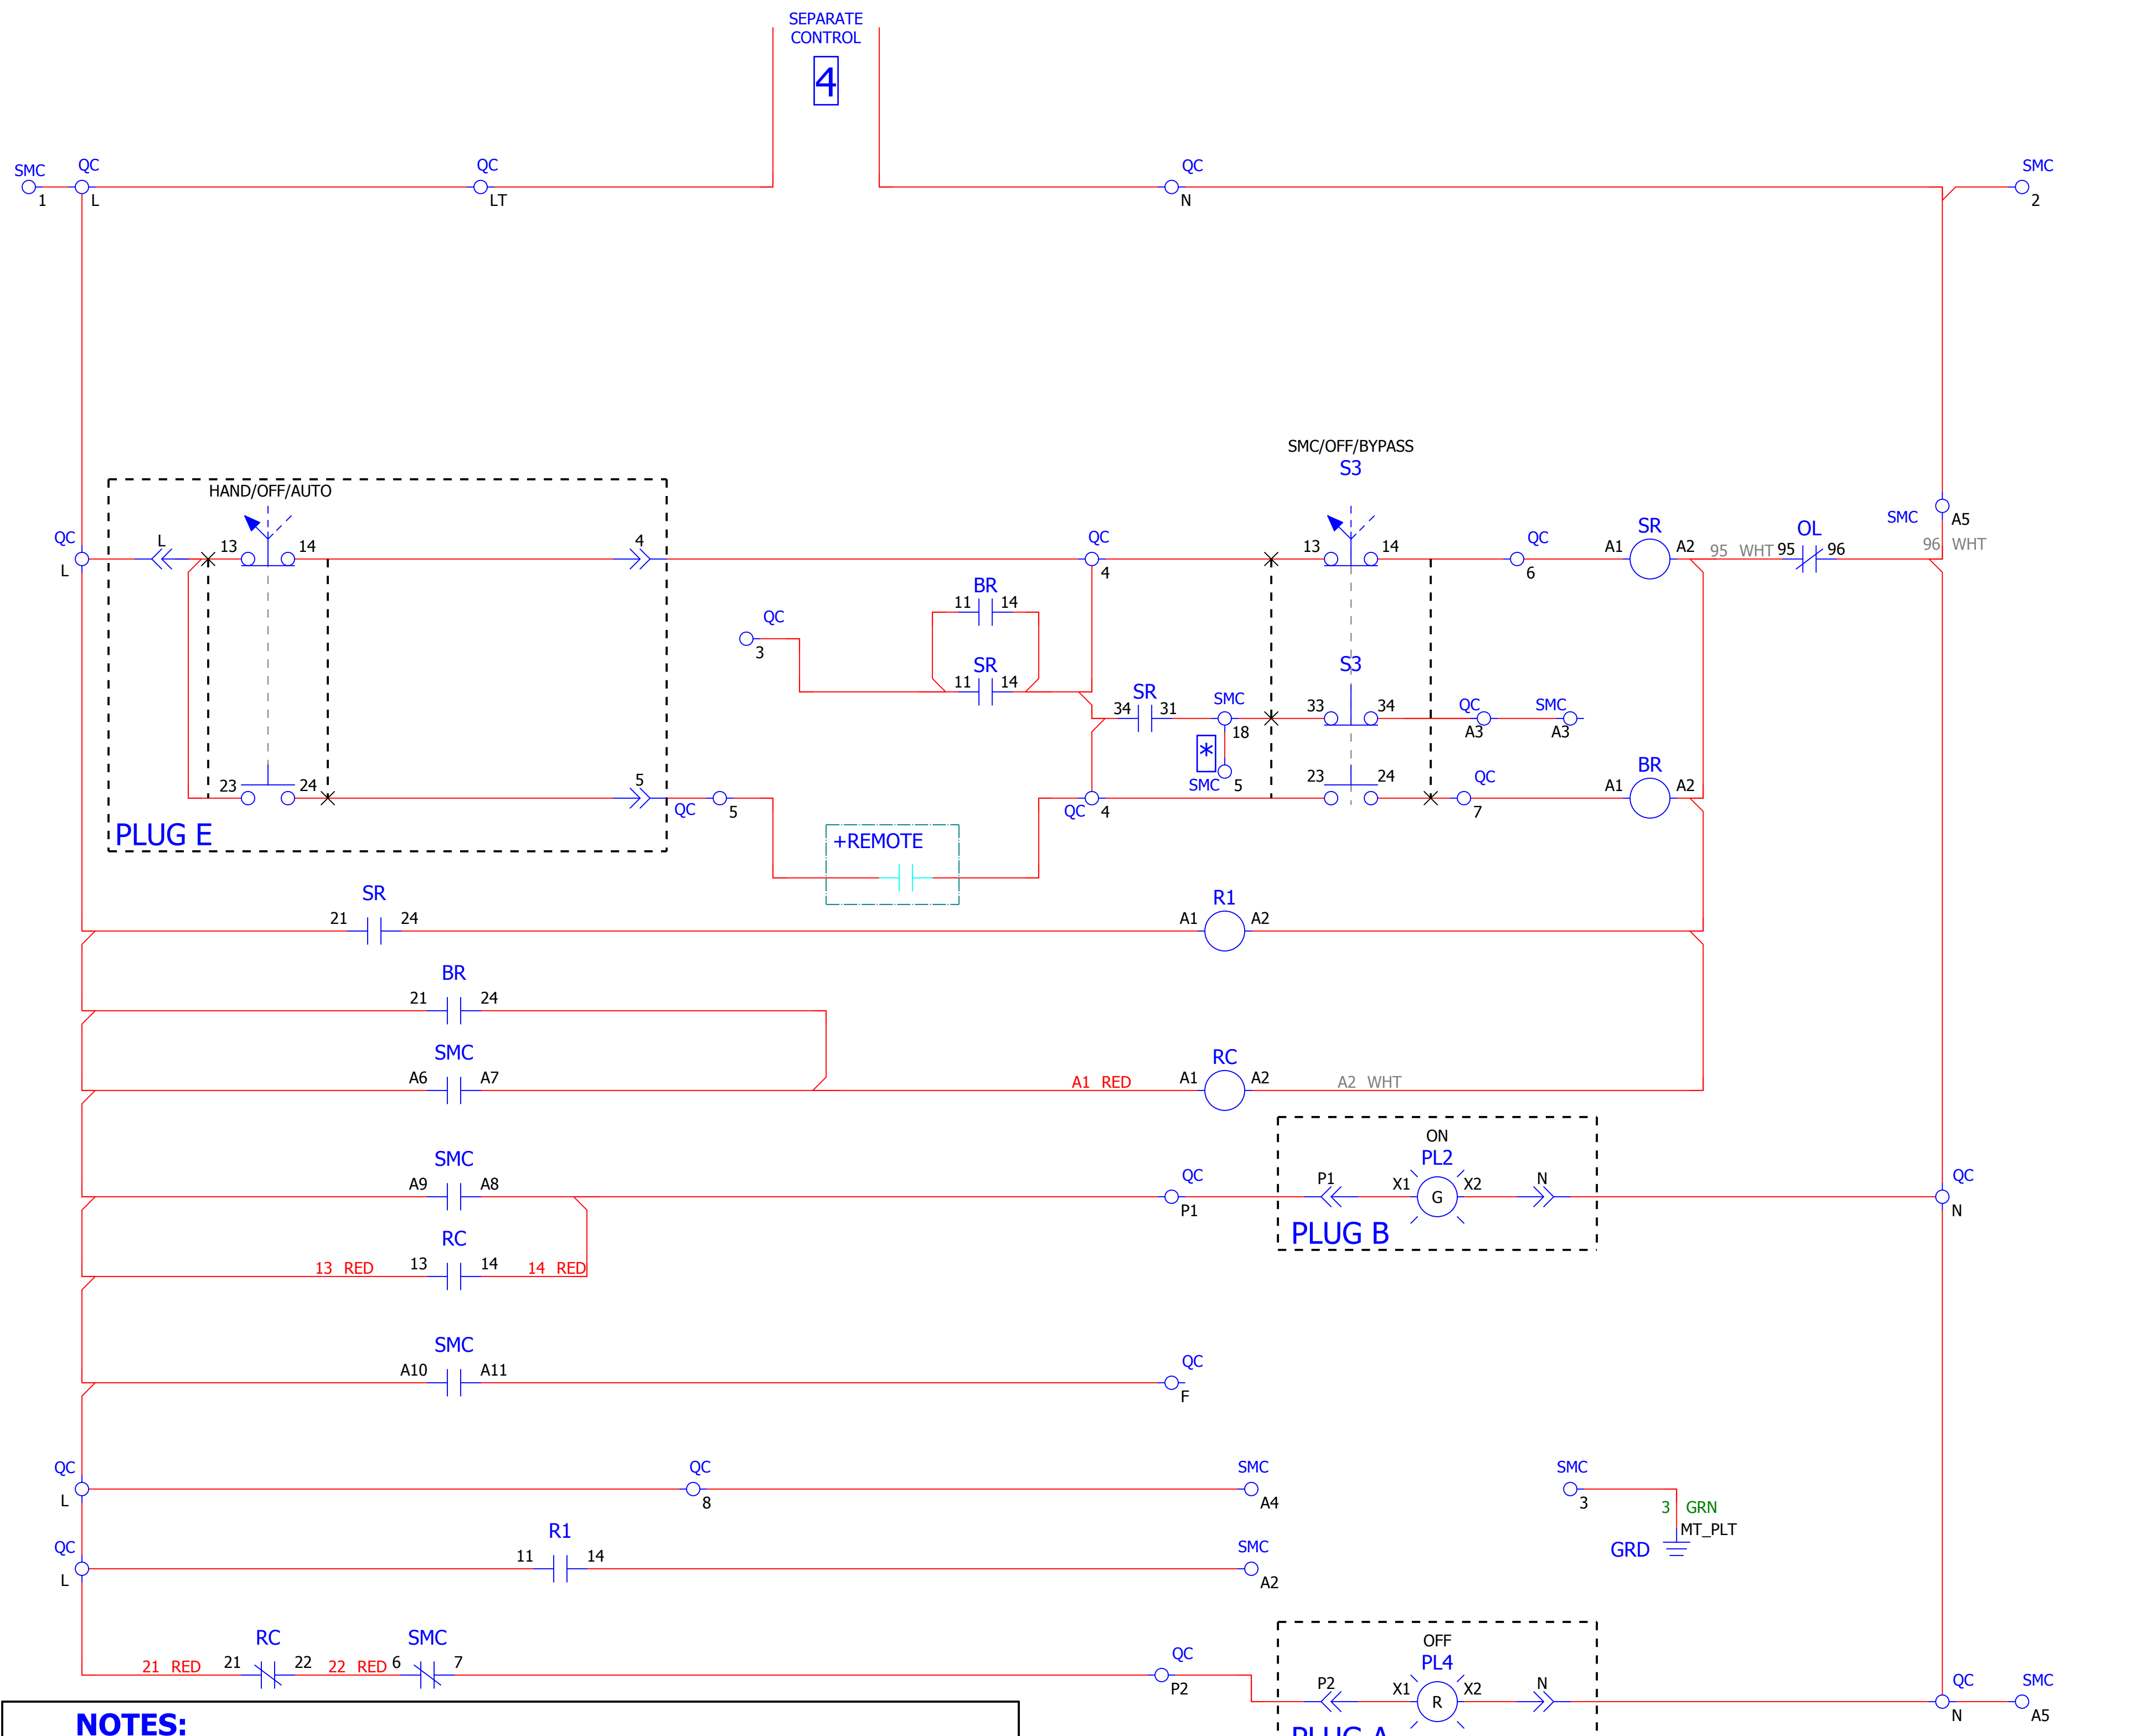 SEPARATE
CONTROL
4
SMC
1
QC
L
QC
LT
QC
N
SMC
2
SMC/OFF/BYPASS
S3
HAND/OFF/AUTO
QC
L
L
13
14
4
QC
4
13
14
QC
6
SR
A1
A2
95 WHT
OL
95
96
SMC
A5
96 WHT
BR
11
14
QC
3
SR
11
14
SR
34
31
SMC
18
*
SMC
5
S3
33
34
QC
A3
SMC
A3
23
24
5
QC
5
QC
4
23
24
QC
7
BR
A1
A2
PLUG E
+REMOTE
SR
21
24
R1
A1
A2
BR
21
24
SMC
A6
A7
A1 RED
RC
A1
A2
A2 WHT
SMC
A9
A8
QC
P1
ON
PL2
P1
X1
G
X2
N
PLUG B
QC
N
RC
13 RED
13
14
14 RED
SMC
A10
A11
QC
F
QC
L
QC
8
SMC
A4
SMC
3
3 GRN
MT_PLT
GRD
QC
L
R1
11
14
SMC
A2
RC
21 RED
21
22
22 RED
SMC
6
7
QC
P2
OFF
PL4
P2
X1
R
X2
N
PLUG A
QC
N
SMC
A5
NOTES: